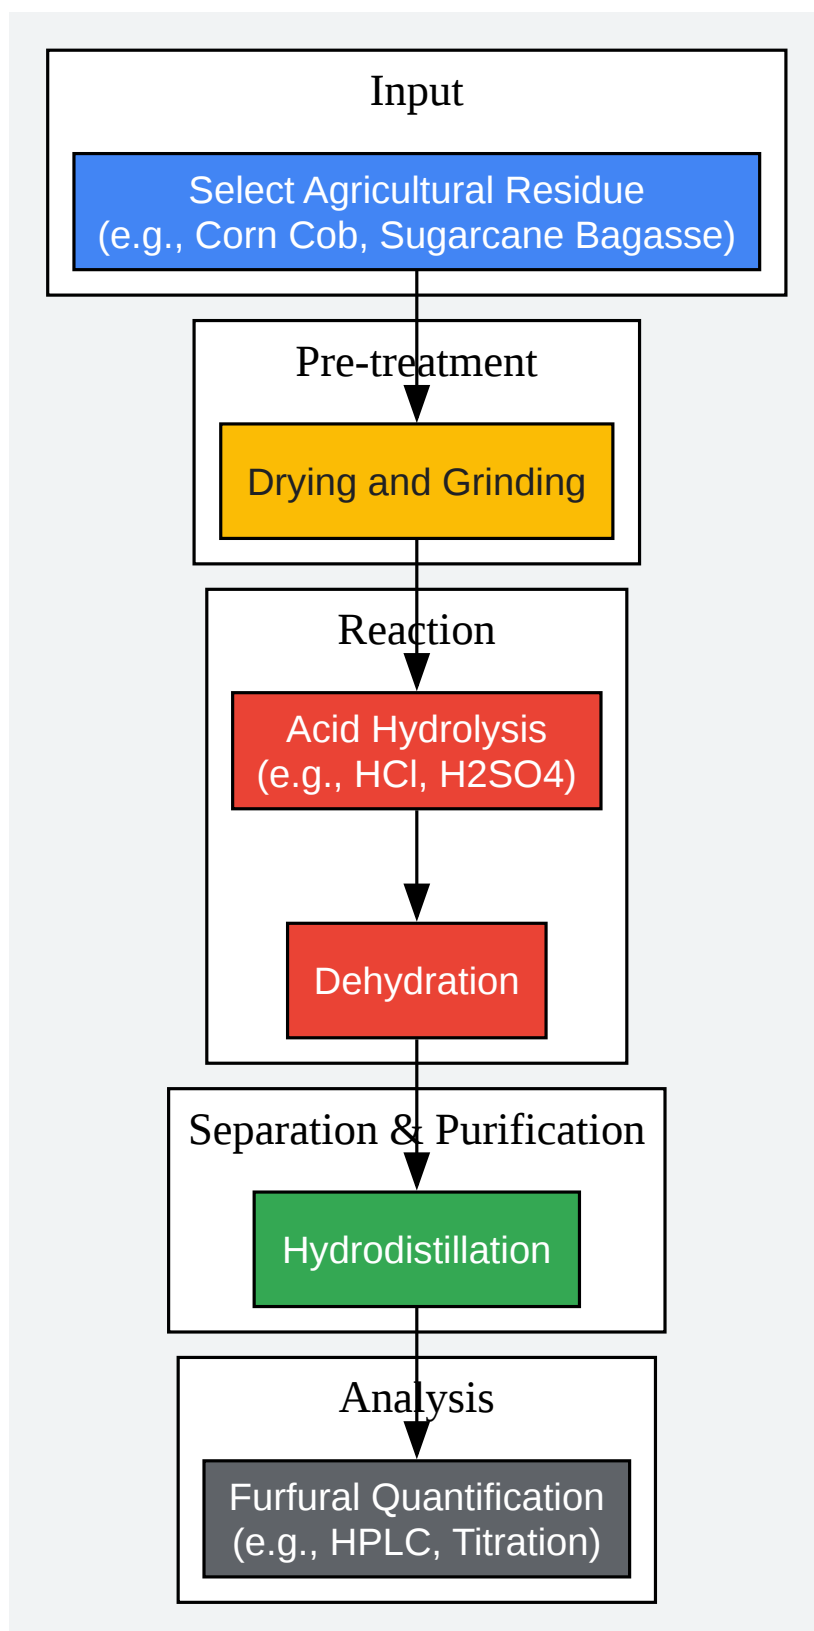 Input
Select Agricultural Residue
(e.g., Corn Cob, Sugarcane Bagasse)
Pre-treatment
Drying and Grinding
Reaction
Acid Hydrolysis
(e.g., HCl, H2SO4)
Dehydration
Separation & Purification
Hydrodistillation
Analysis
Furfural Quantification
(e.g., HPLC, Titration)